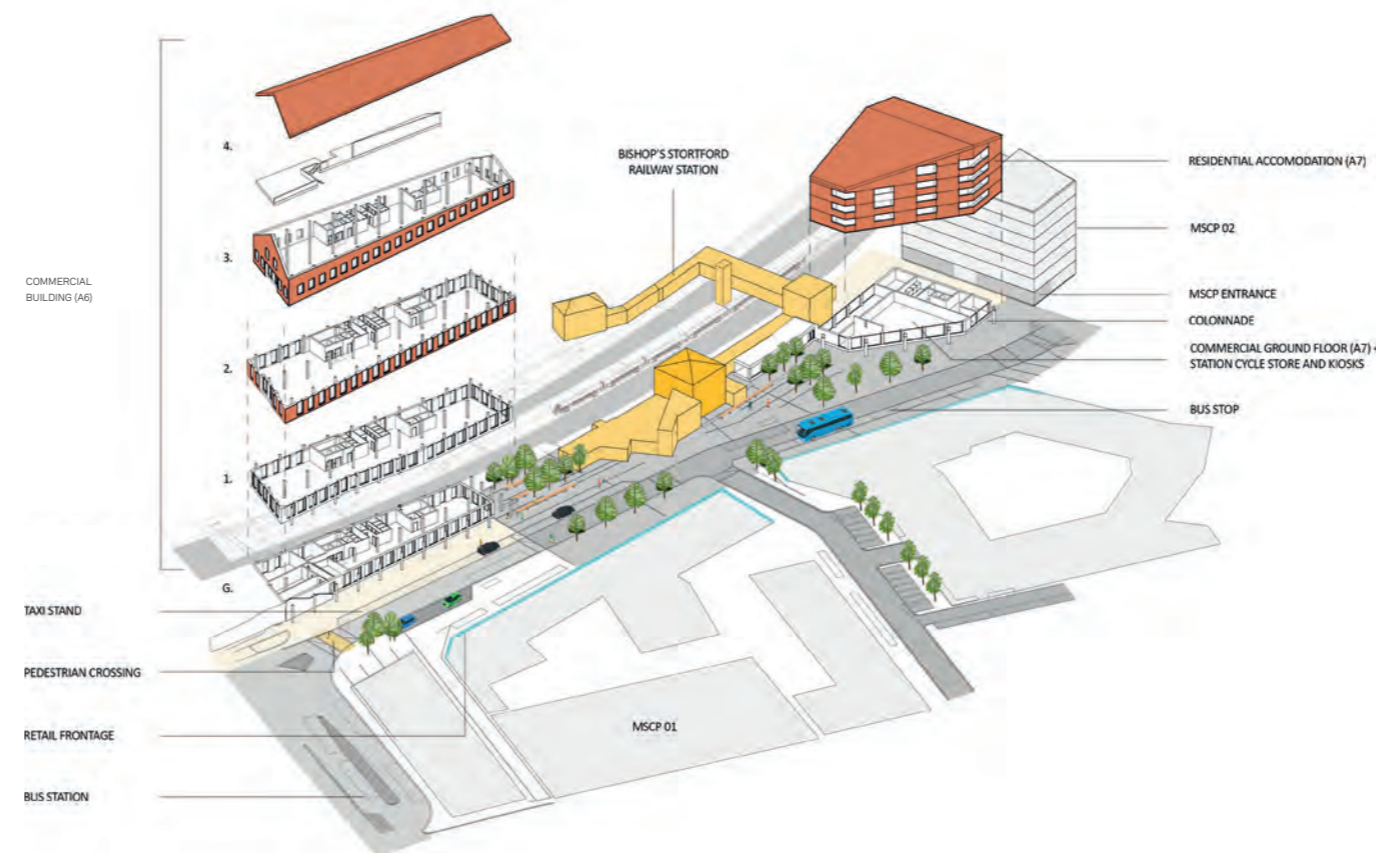 4.
BISHOP'S STORTFORD
RAILWAY STATION
RESIDENTIAL ACCOMODATION (A7)
MSCP 02
3.
COMMERCIAL
BUILDING (A6)
MSCP ENTRANCE
COLONNADE
COMMERCIAL GROUND FLOOR (A7) +
STATION CYCLE STORE AND KIOSKS
2.
BUS STOP
1.
G.
TAXI STAND
PEDESTRIAN CROSSING
RETAIL FRONTAGE
MSCP 01
BUS STATION